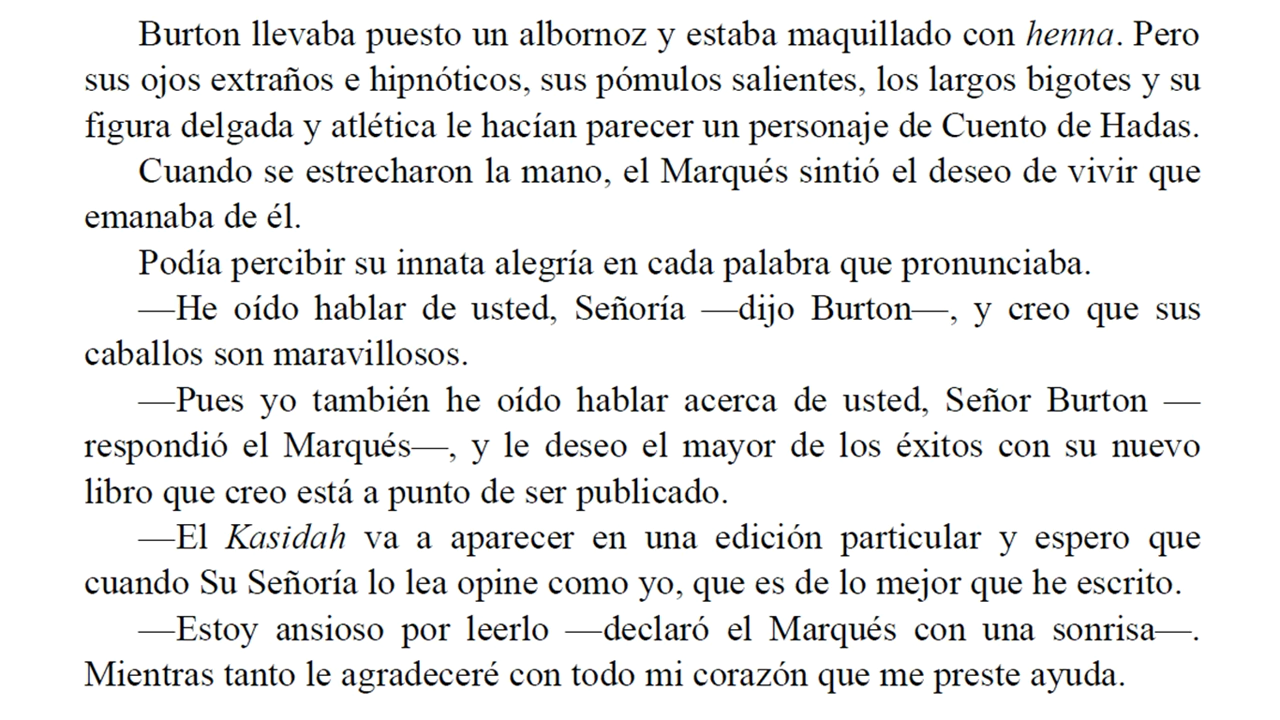 Burton llevaba puesto un albornoz y estaba maquillado con henna. Pero
sus ojos extraños e hipnóticos, sus pómulos salientes, los largos bigotes y su
figura delgada y atlética le hacían parecer un personaje de Cuento de Hadas.
Cuando se estrecharon la mano, el Marqués sintió el deseo de vivir que
emanaba de él.
Podía percibir su innata alegría en cada palabra que pronunciaba.
—He oído hablar de usted, Señoría —dijo Burton—, y creo que sus
caballos son maravillosos.
—Pues yo también he oído hablar acerca de usted, Señor Burton —
respondió el Marqués—, y le deseo el mayor de los éxitos con su nuevo
libro que creo está a punto de ser publicado.
—El Kasidah va a aparecer en una edición particular y espero que
cuando Su Señoría lo lea opine como yo, que es de lo mejor que he escrito.
—Estoy ansioso por leerlo —declaró el Marqués con una sonrisa—.
Mientras tanto le agradeceré con todo mi corazón que me preste ayuda.